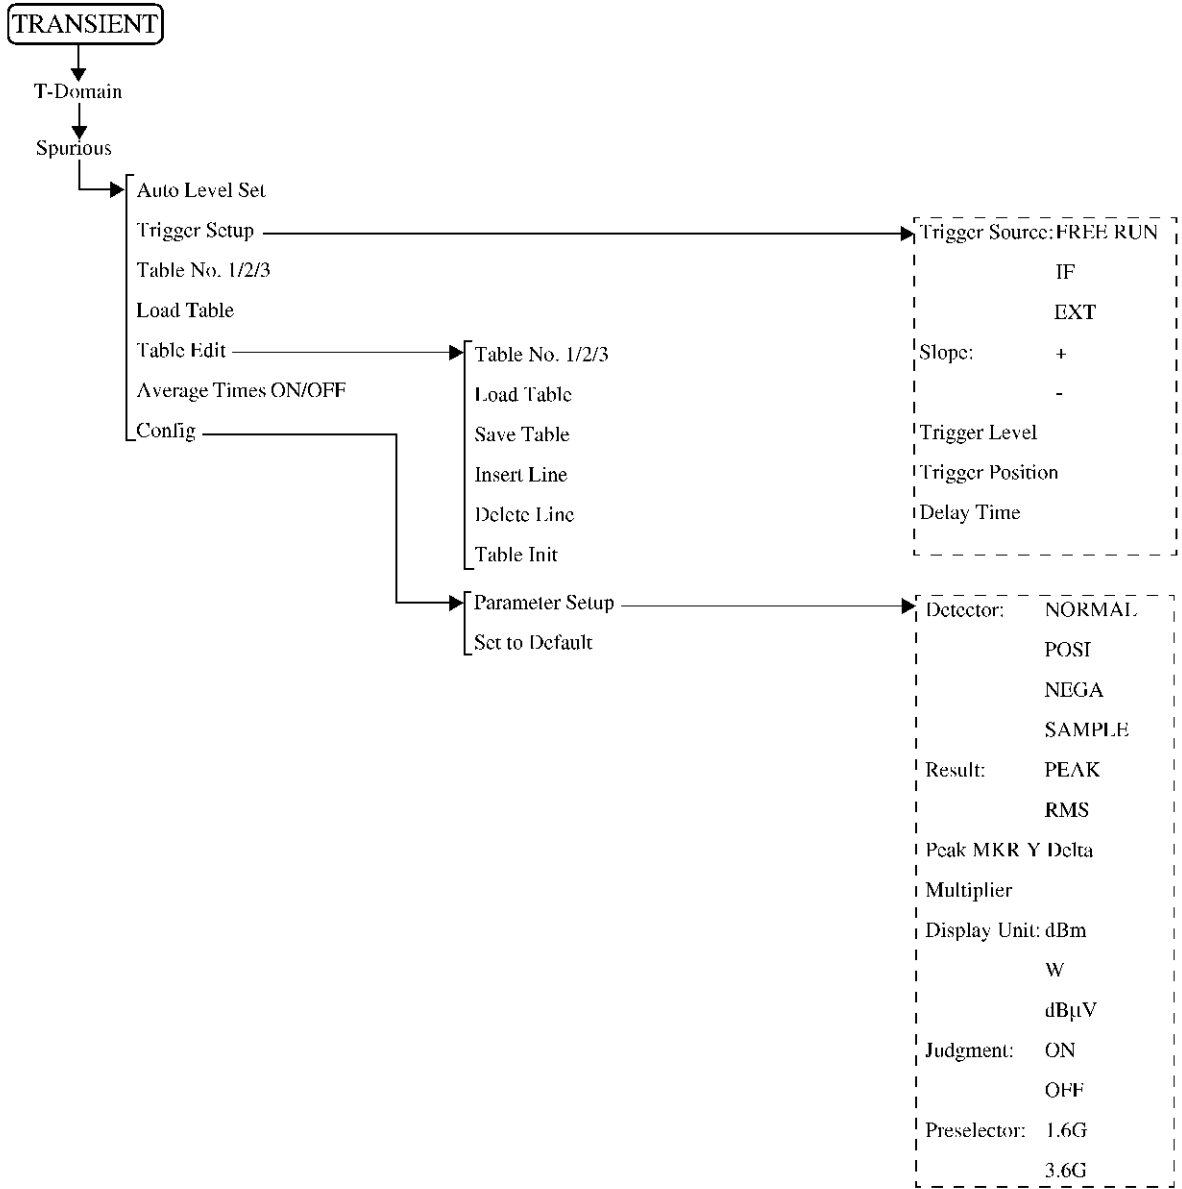 TRANSIENT
T-Domain
Spurious
Auto Level Set
Trigger Setup
Table No. 1/2/3
Load Table
Table Edit
Average Times ON/OFF
Config
Table No. 1/2/3
Load Table
Save Table
Insert Line
Delete Line
Table Init
Parameter Setup
Set to Default
Trigger Source: FREE RUN
IF
EXT
Slope: +
-
Trigger Level
Trigger Position
Delay Time
Detector: NORMAL
POSI
NEGA
SAMPLE
Result: PEAK
RMS
Peak MKR Y Delta
Multiplier
Display Unit: dBm
W
dBµV
Judgment: ON
OFF
Preselector: 1.6G
3.6G